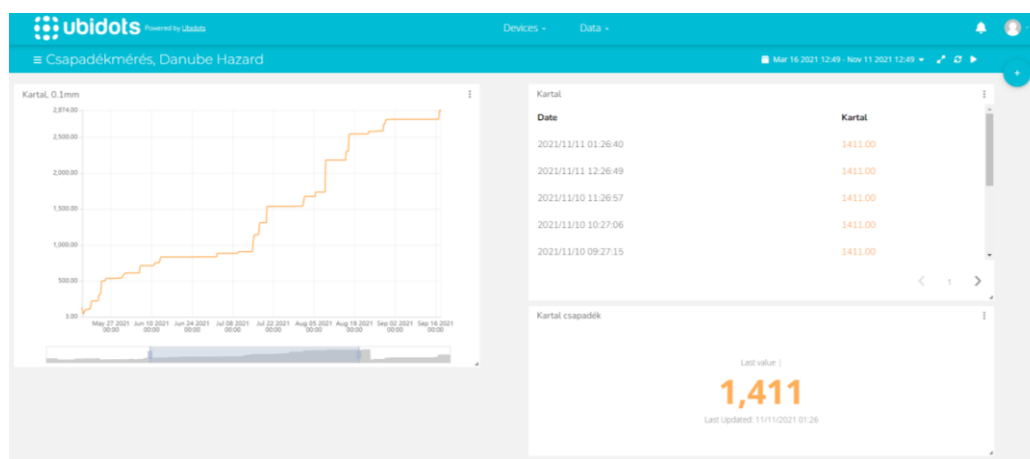 ubidots Powered by Ubidots
Devices
Data
Csapadékmérés, Danube Hazard
Mar 16 2021 12:49 - Nov 11 2021 12:49
+
Kartal, 0.1mm
2,874.00
2,500.00
2,000.00
1,500.00
1,000.00
500.00
3.00
May 27 2021 Jun 10 2021 Jun 24 2021 Jul 08 2021 Jul 22 2021 Aug 05 2021 Aug 19 2021 Sep 02 2021 Sep 16 2021
00:00 00:00 00:00 00:00 00:00 00:00 00:00 00:00 00:00
Kartal
Date Kartal
2021/11/11 01:26:40 1411.00
2021/11/11 12:26:49 1411.00
2021/11/10 11:26:57 1411.00
2021/11/10 10:27:06 1411.00
2021/11/10 09:27:15 1411.00
1
Kartal csapadék
Last value |
1,411
Last Updated: 11/11/2021 01:26